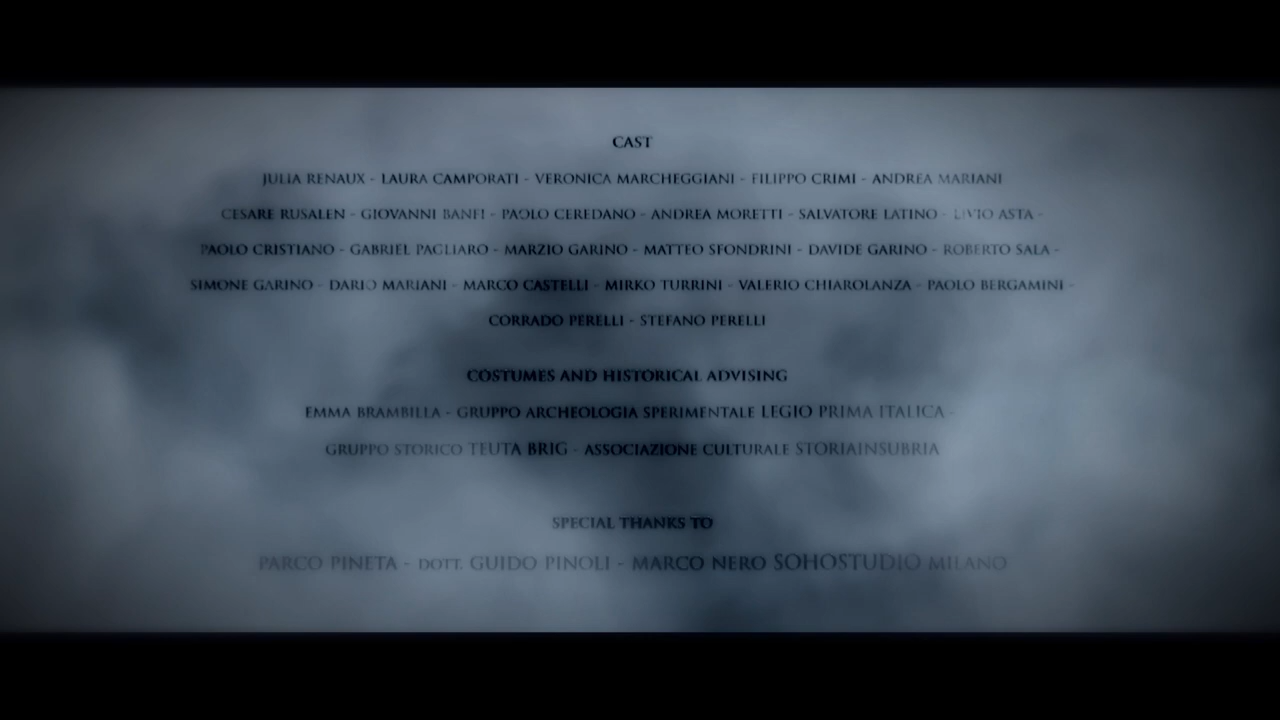 CAST
JULIA RENAUX - LAURA CAMPORATI - VERONICA MARCHEGGIANI - FILIPPO CRIMI - ANDREA MARIANI
CESARE RUSALEN - GIOVANNI BANFI - PAOLO CEREDANO - ANDREA MORETTI - SALVATORE LATINO - LIVIO ASTA -
PAOLO CRISTIANO - GABRIEL PAGLIARO - MARZIO GARINO - MATTEO SFONDRINI - DAVIDE GARINO - ROBERTO SALA -
SIMONE GARINO - DARIO MARIANI - MARCO CASTELLI - MIRKO TURRINI - VALERIO CHIAROLANZA - PAOLO BERGAMINI -
CORRADO PERELLI - STEFANO PERELLI
COSTUMES AND HISTORICAL ADVISING
EMMA BRAMBILLA - GRUPPO ARCHEOLOGIA SPERIMENTALE LEGIO PRIMA ITALICA -
GRUPPO STORICO TEUTA BRIG - ASSOCIAZIONE CULTURALE STORIAINSUBRIA
SPECIAL THANKS TO
PARCO PINETA - DOTT. GUIDO PINOLI - MARCO NERO SOHOSTUDIO MILANO